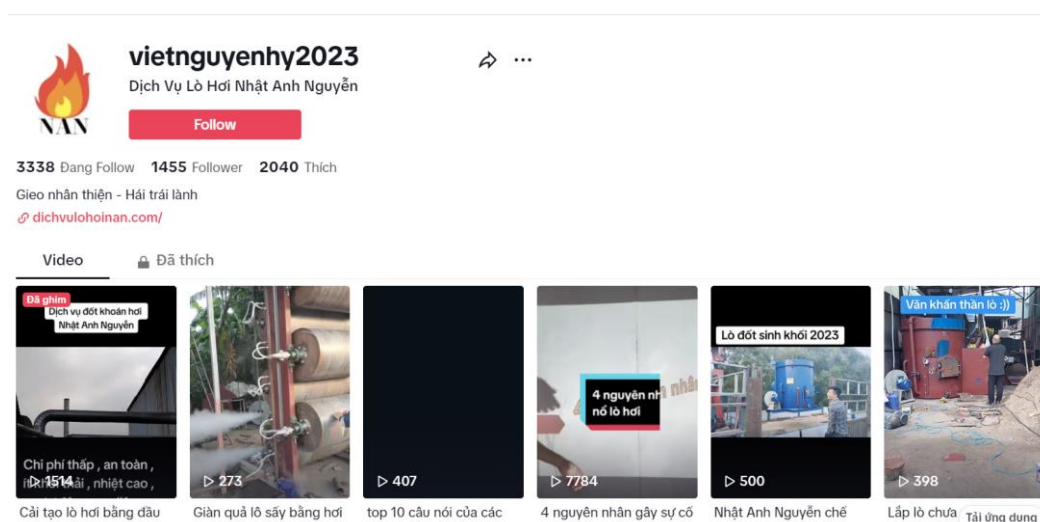 vietnguyenhy2023
Dịch Vụ Lò Hơi Nhật Anh Nguyễn
NAN
Follow
3338 Đang Follow 1455 Follower 2040 Thích
Gieo nhân thiện - Hái trái lành
dichvulohoinan.com/
Video Đã thích
Đã ghim
Dịch vụ đốt khoán hơi
Nhật Anh Nguyễn
Chi phí thấp , an toàn ,
thải , nhiệt cao ,
1514
Cải tạo lò hơi bằng dầu
273
Giàn quả lô sấy bằng hơi
407
top 10 câu nói của các
4 nguyên nh
nổ lò hơi
7784
4 nguyên nhân gây sự cố
Lò đốt sinh khối 2023
500
Nhật Anh Nguyễn chế
Văn khấn thần lò :))
398
Lắp lò chưa
Tải ứng dụng